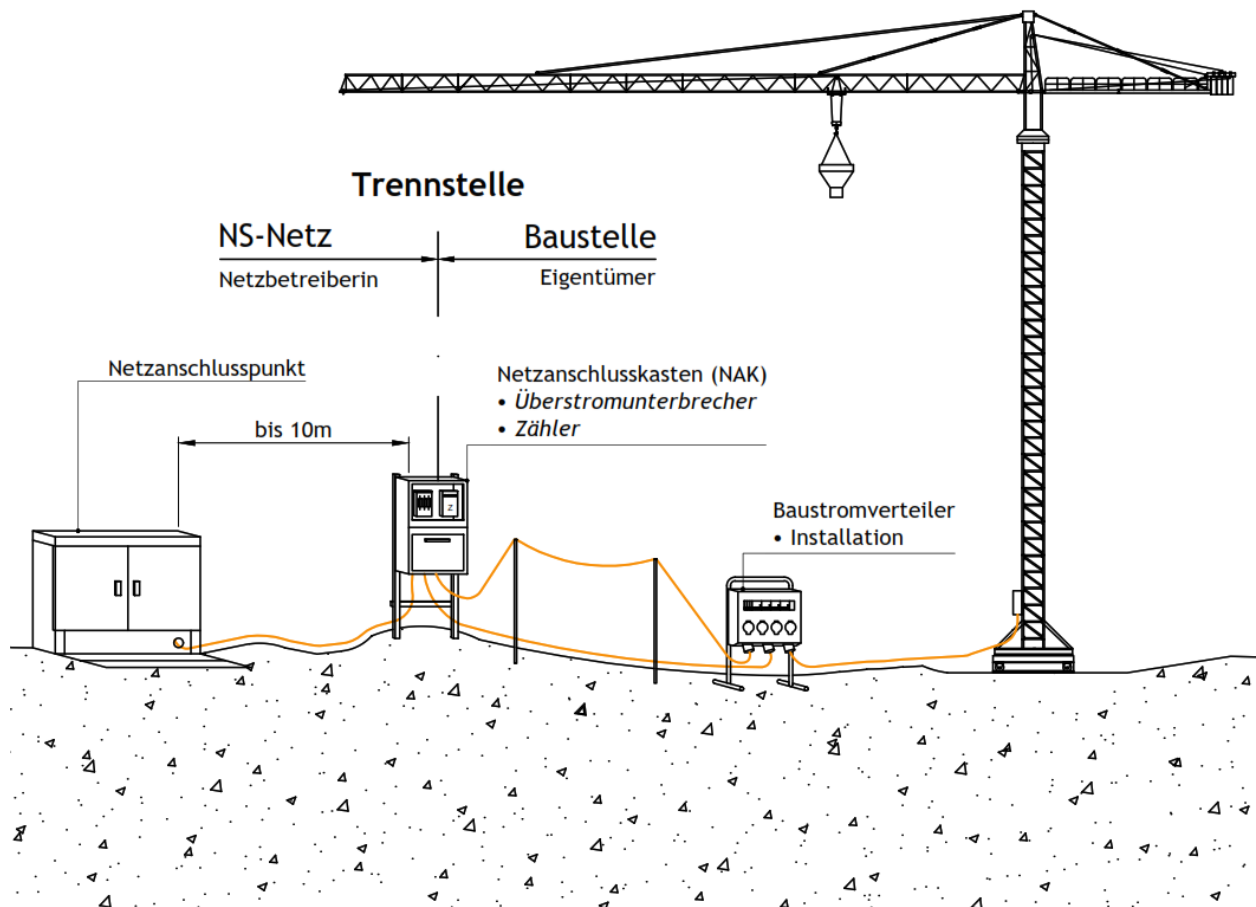 Trennstelle
NS-Netz
Baustelle
Netzbetreiberin
Eigentümer
Netzanschlusspunkt
Netzanschlusskasten (NAK)
• Überstromunterbrecher
• Zähler
bis 10m
Z
Baustromverteiler
• Installation